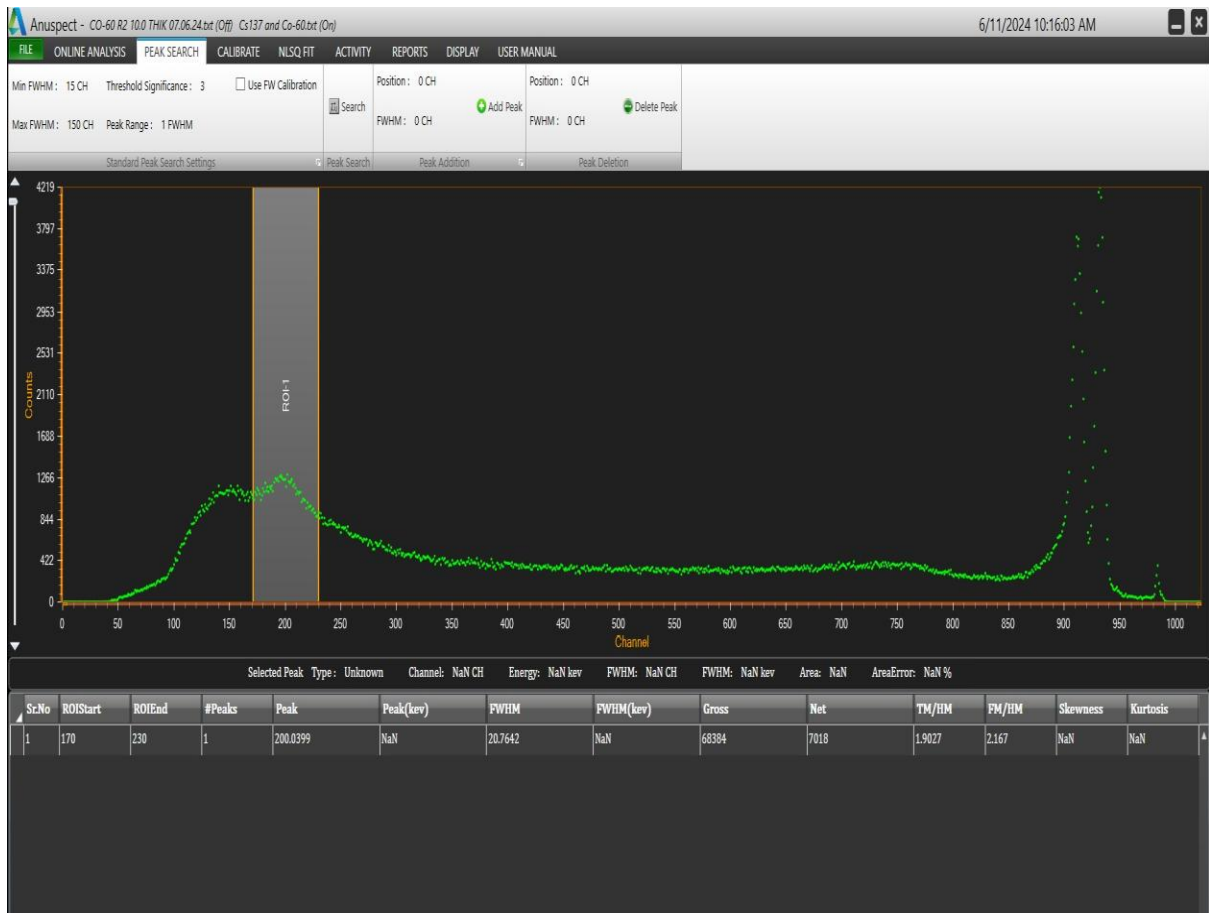 Anuspect - CO-60 R2 10.0 THIK 07.06.24.txt (Off) Cs137 and Co-60.txt (On) 6/11/2024 10:16:03 AM
FILE ONLINE ANALYSIS PEAK SEARCH CALIBRATE NLSQ FIT ACTIVITY REPORTS DISPLAY USER MANUAL
Min FWHM : 15 CH Threshold Significance : 3 Use FW Calibration Search Position : 0 CH Add Peak Position : 0 CH Delete Peak
Max FWHM : 150 CH Peak Range : 1 FWHM FWHM : 0 CH FWHM : 0 CH
Standard Peak Search Settings Peak Search Peak Addition Peak Deletion
4219
3797
3375
2953
2531
2110
1688
1266
844
422
0
Counts
ROI-1
0 50 100 150 200 250 300 350 400 450 500 550 600 650 700 750 800 850 900 950 1000
Channel
Selected Peak Type : Unknown Channel: NaN CH Energy: NaN kev FWHM: NaN CH FWHM: NaN kev Area: NaN AreaError: NaN %
Sr.No ROIStart ROIEnd #Peaks Peak Peak(kev) FWHM FWHM(kev) Gross Net TM/HM FM/HM Skewness Kurtosis
1 170 230 1 200.0399 NaN 20.7642 NaN 68384 7018 1.9027 2.167 NaN NaN